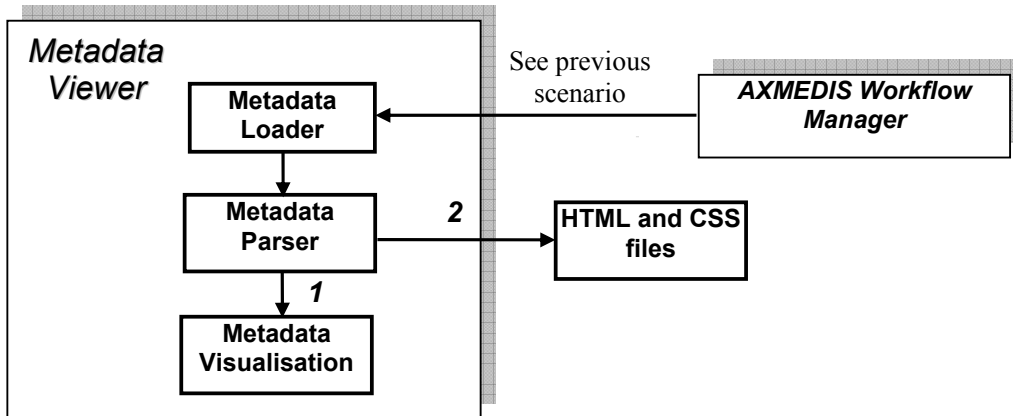 Metadata
Viewer
Metadada
Loader
See previous
scenario
AXMEDIS Workflow
Manager
Metadata
Parser
2
HTML and CSS
files
1
Metadata
Visualisation